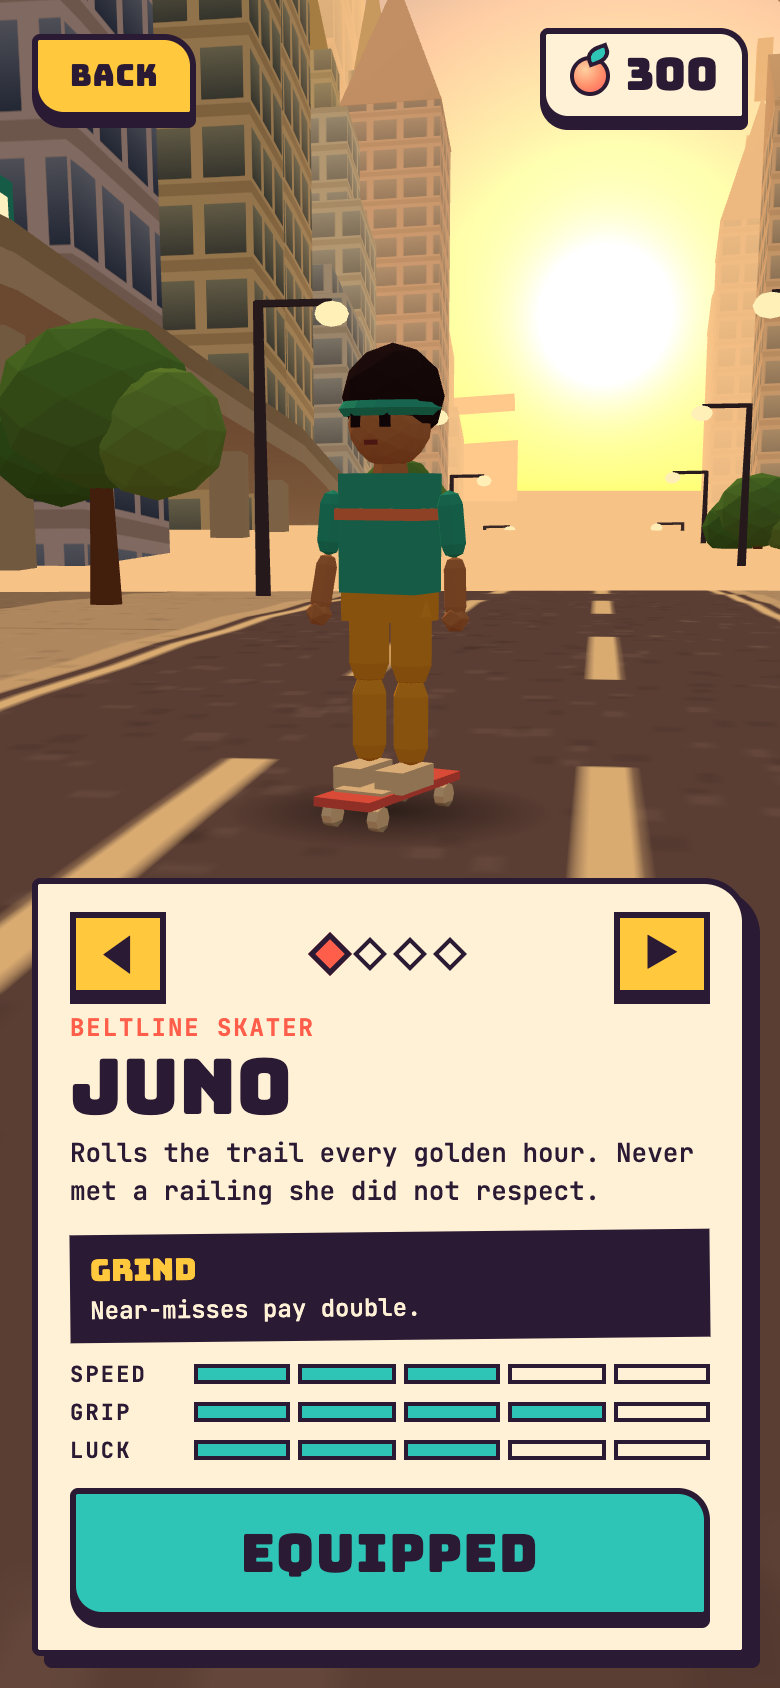 BACK
300
BELTLINE SKATER
JUNO
Rolls the trail every golden hour. Never
met a railing she did not respect.
GRIND
Near-misses pay double.
SPEED
GRIP
LUCK
EQUIPPED